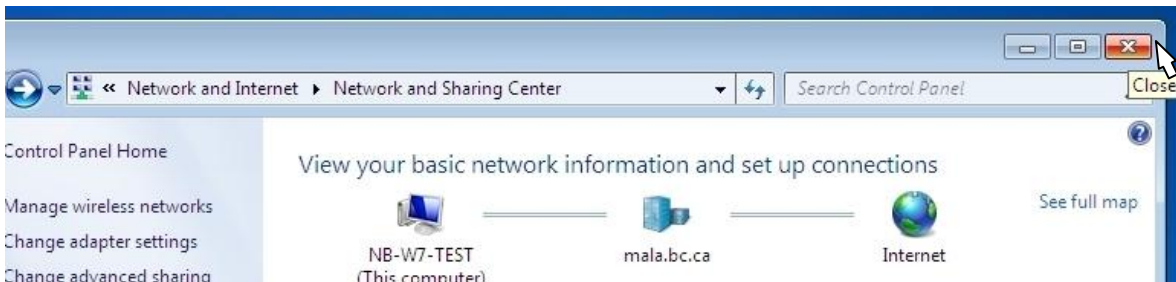 « Network and Internet ▸ Network and Sharing Center
Search Control Panel
Close
Control Panel Home
Manage wireless networks
Change adapter settings
Change advanced sharing
View your basic network information and set up connections
See full map
NB-W7-TEST
(This computer)
mala.bc.ca
Internet